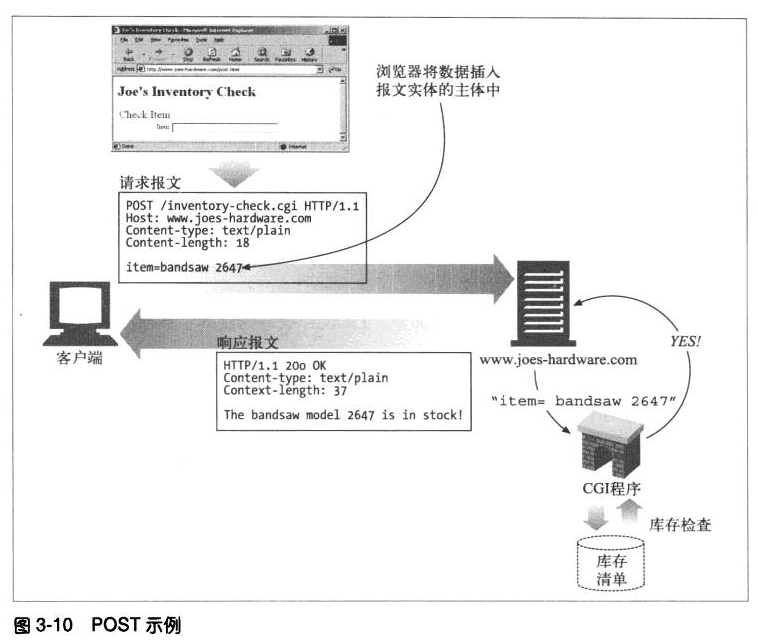 Joe's Inventory Check - Microsoft Internet Explorer
File Edit View Favorites Tools Help
Back Stop Refresh Home Search Favorites History
Address http://www.joes-hardware.com/post.html
Joe's Inventory Check
Check Item
Item:
Done Internet
浏览器将数据插入
报文实体的主体中
请求报文
POST /inventory-check.cgi HTTP/1.1
Host: www.joes-hardware.com
Content-type: text/plain
Content-length: 18
item=bandsaw 2647
客户端
响应报文
HTTP/1.1 20o OK
Content-type: text/plain
Context-length: 37
The bandsaw model 2647 is in stock!
www.joes-hardware.com
YES!
“item= bandsaw 2647”
CGI程序
库存检查
库存
清单
图 3-10 POST 示例